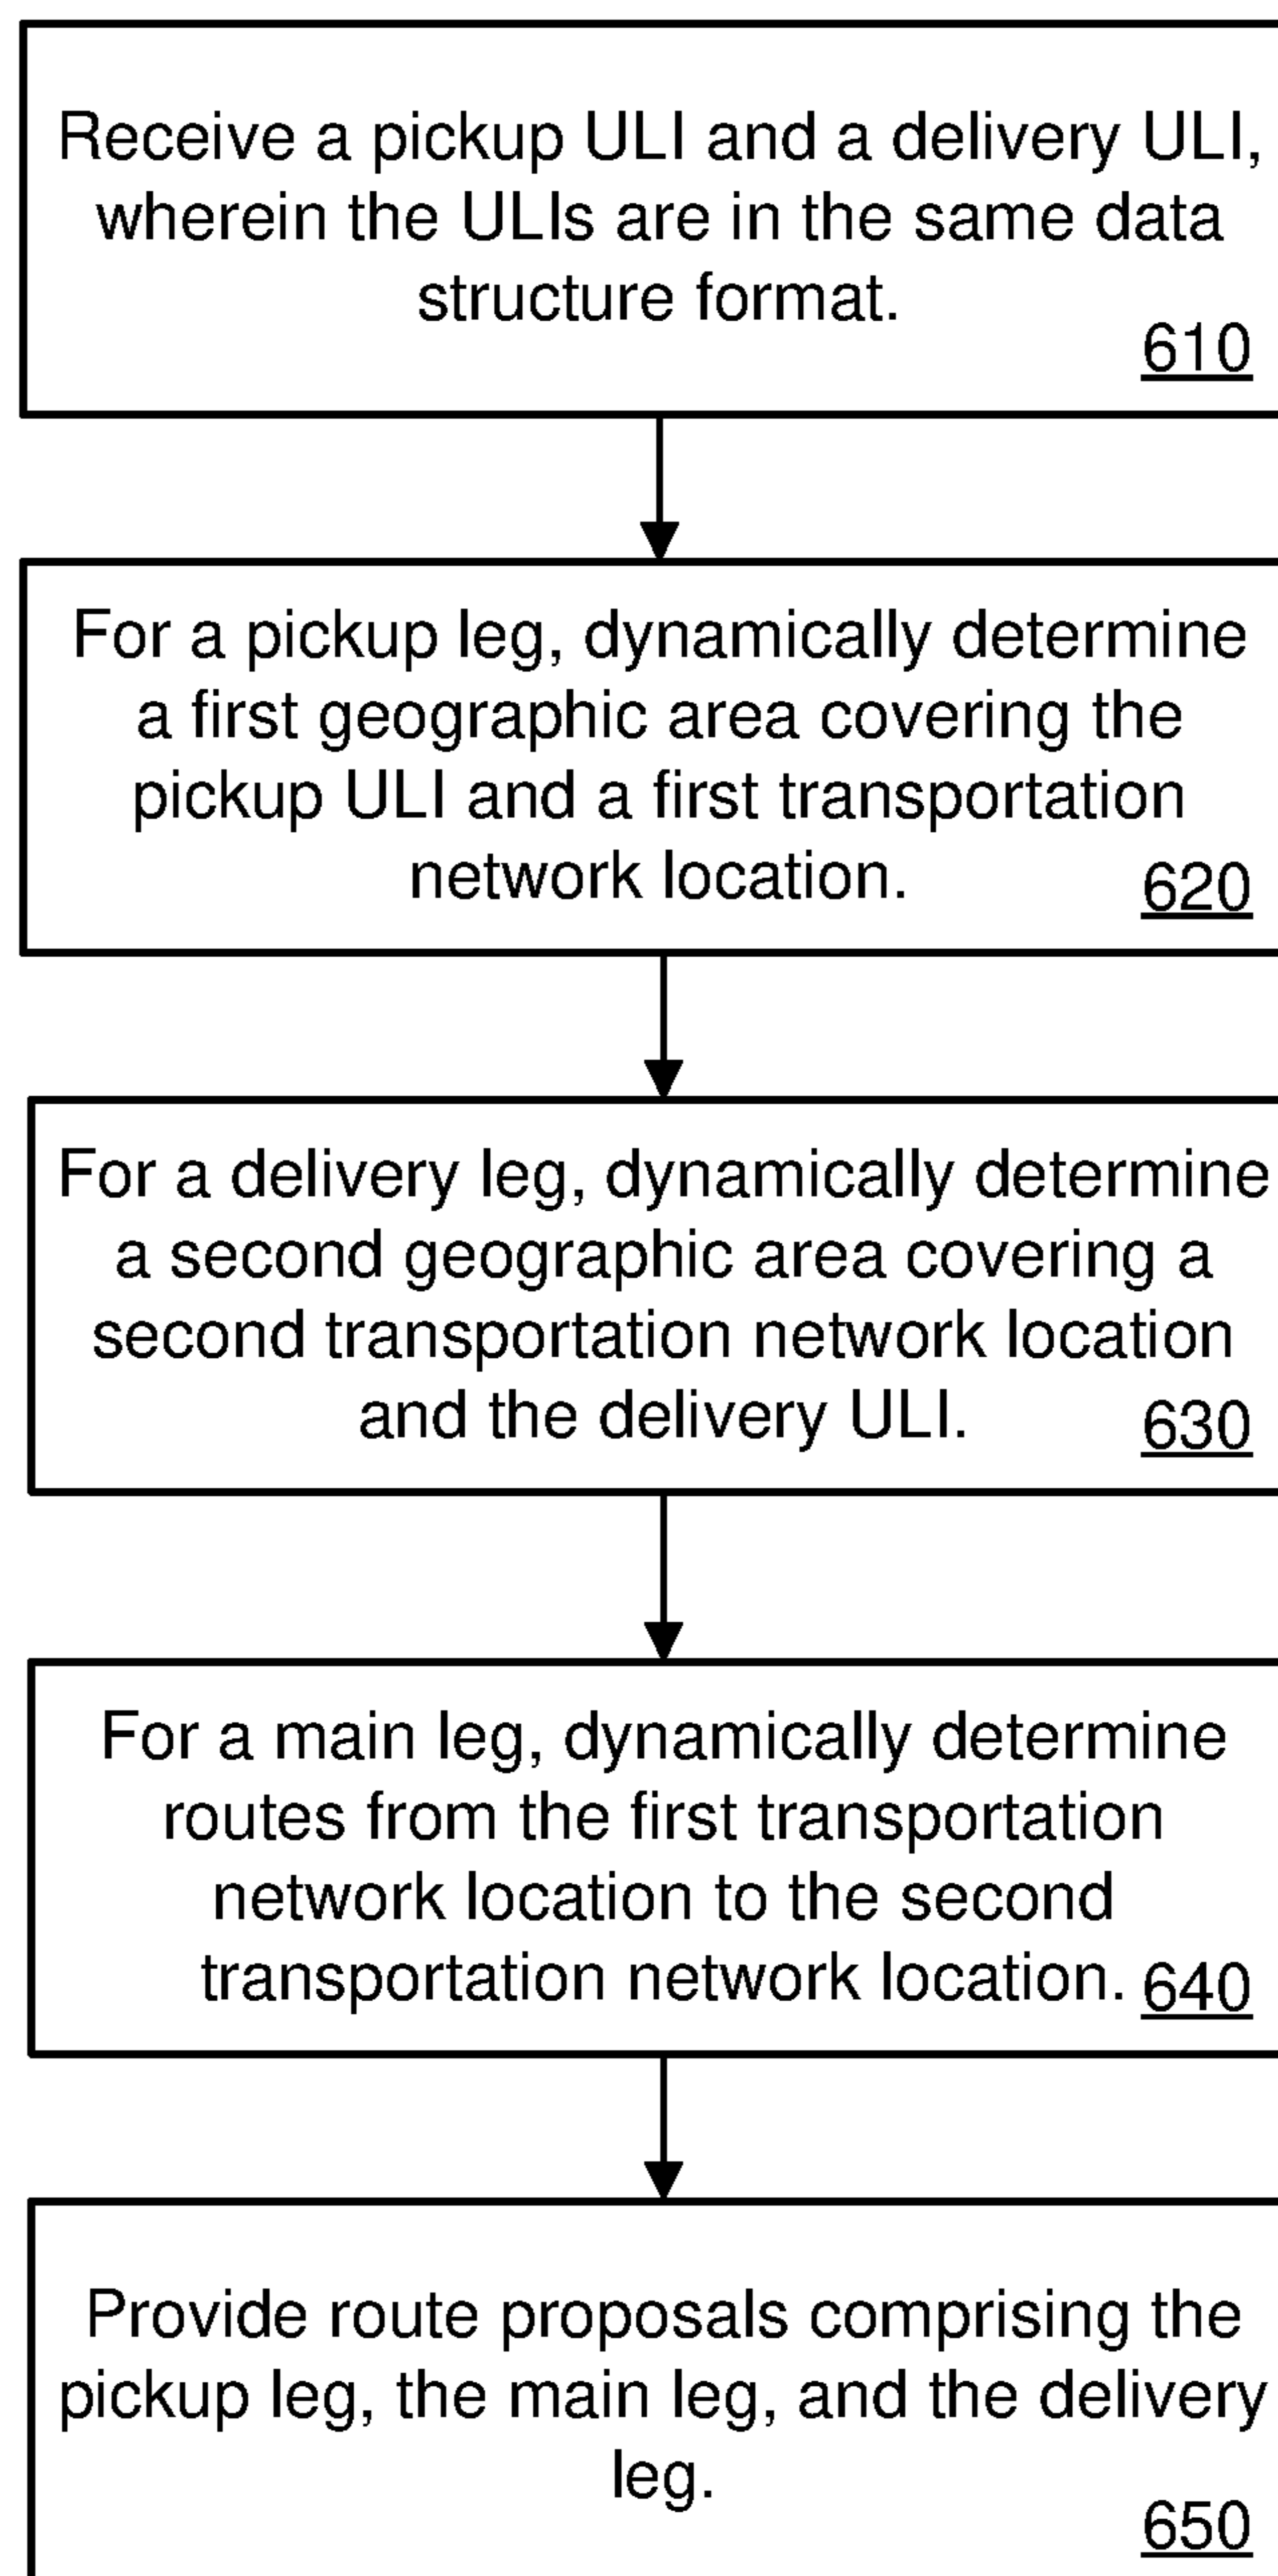 Receive a pickup ULI and a delivery ULI,
wherein the ULIs are in the same data
structure format.
610
For a pickup leg, dynamically determine
a first geographic area covering the
pickup ULI and a first transportation
network location.
620
For a delivery leg, dynamically determine
a second geographic area covering a
second transportation network location
and the delivery ULI.
630
For a main leg, dynamically determine
routes from the first transportation
network location to the second
transportation network location.
640
Provide route proposals comprising the
pickup leg, the main leg, and the delivery
leg.
650